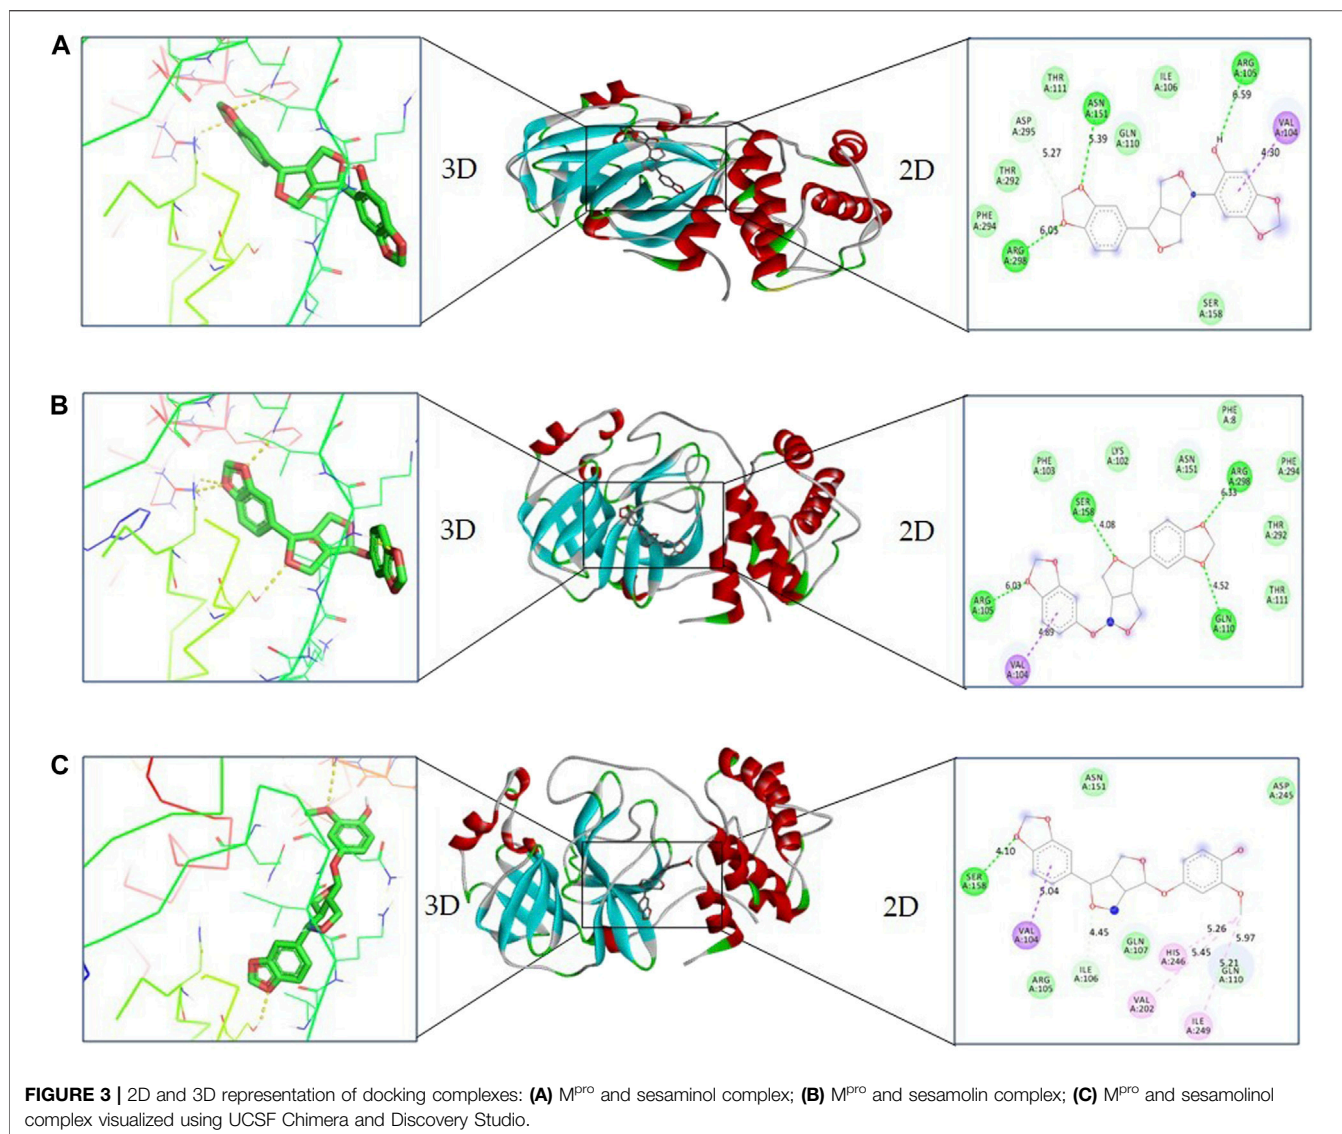 A
3D
2D
THR
A:111
ILE
A:106
ARG
A:105
ASN
A:151
6.59
VAL
A:104
ASP
A:295
GLN
A:110
5.39
4.30
5.27
H
THR
A:292
PHE
A:294
6.05
ARG
A:298
SER
A:158
B
3D
2D
PHE
A:8
PHE
A:103
LYS
A:102
ASN
A:151
ARG
A:298
PHE
A:294
6.33
SER
A:158
4.08
THR
A:292
6.03
ARG
A:105
4.52
THR
A:111
GLN
A:110
4.69
VAL
A:104
C
3D
2D
ASN
A:151
ASP
A:245
4.10
SER
A:158
5.04
VAL
A:104
4.45
GLN
A:107
5.26
5.97
HIS
A:246
5.45
5.21
GLN
A:110
ARG
A:105
ILE
A:106
VAL
A:202
ILE
A:249
FIGURE 3 | 2D and 3D representation of docking complexes: (A) Mpro and sesaminol complex; (B) Mpro and sesamolin complex; (C) Mpro and sesamolinol
complex visualized using UCSF Chimera and Discovery Studio.